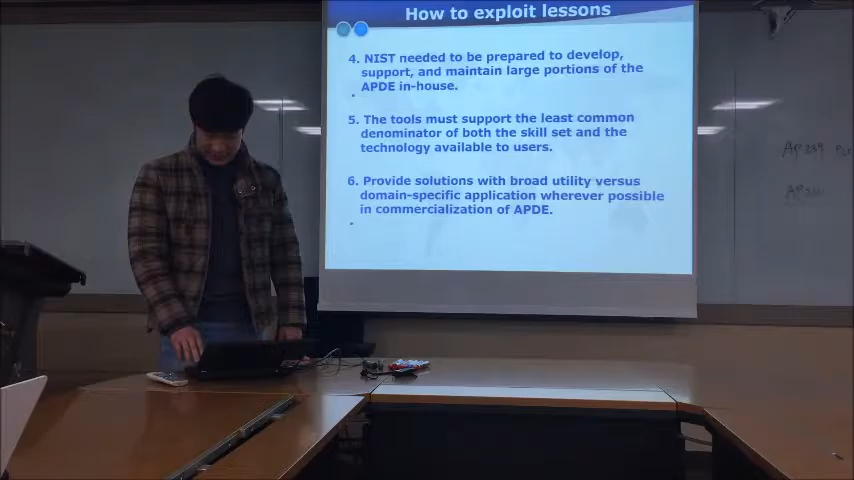 How to exploit lessons
4. NIST needed to be prepared to develop,
support, and maintain large portions of the
APDE in-house.
5. The tools must support the least common
denominator of both the skill set and the
technology available to users.
6. Provide solutions with broad utility versus
domain-specific application wherever possible
in commercialization of APDE.
AP239